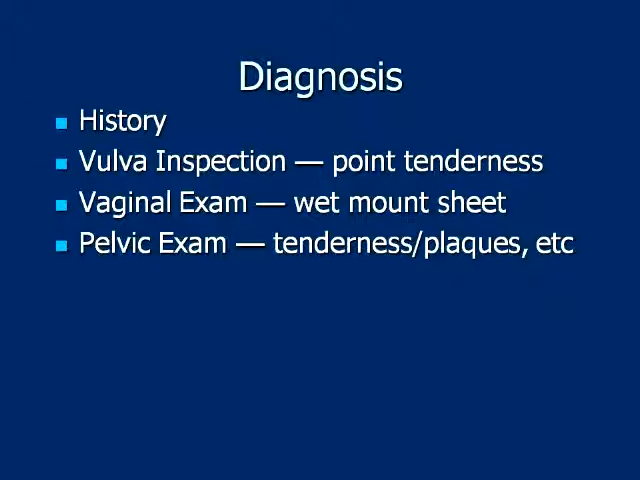 Diagnosis
History
Vulva Inspection — point tenderness
Vaginal Exam — wet mount sheet
Pelvic Exam — tenderness/plaques, etc